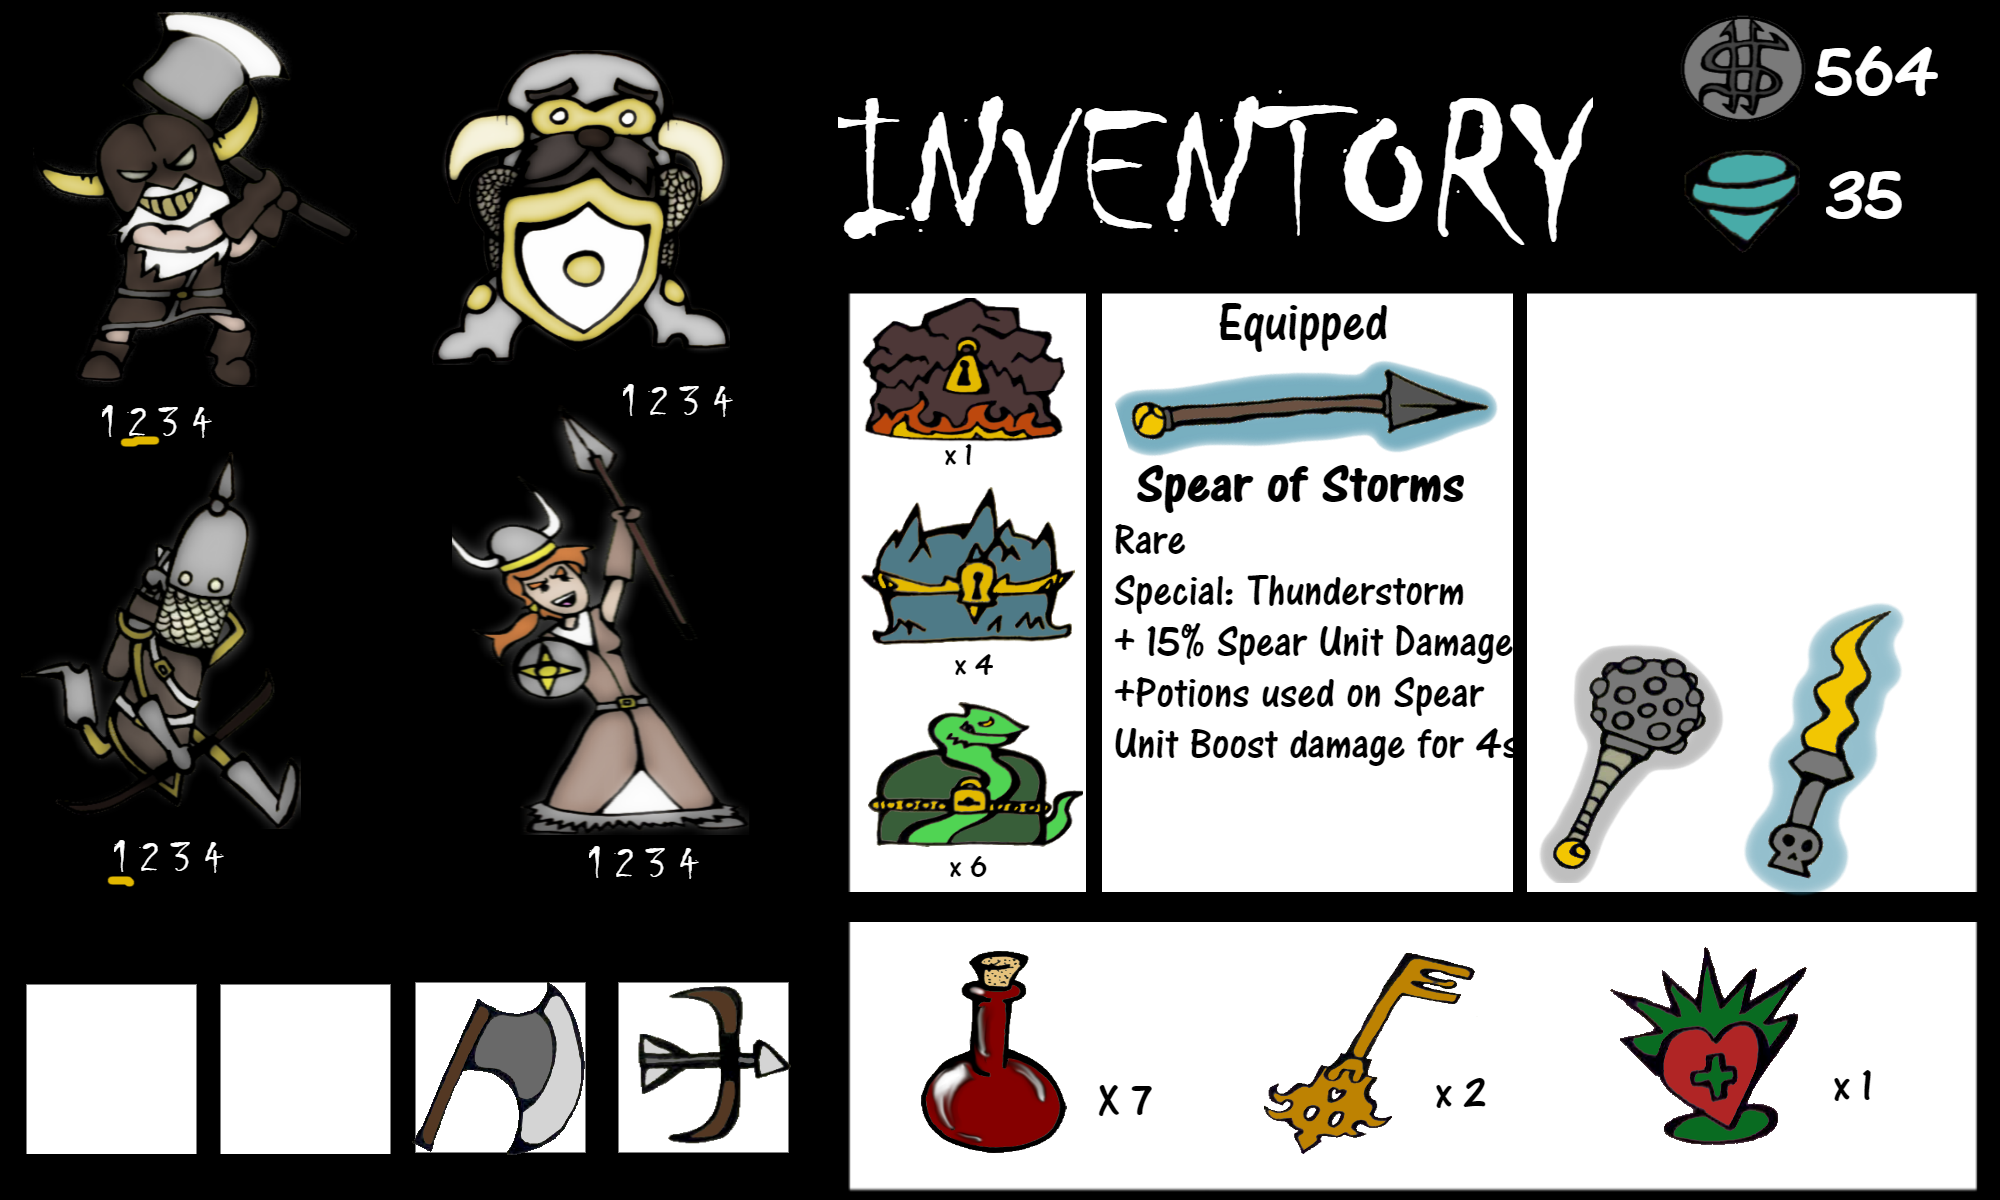 INVENTORY
564
35
1 2 3 4
1 2 3 4
1 2 3 4
1 2 3 4
x 1
x 4
x 6
Equipped
Spear of Storms
Rare
Special: Thunderstorm
+ 15% Spear Unit Damage
+Potions used on Spear
Unit Boost damage for 4s
X 7
x 2
x 1